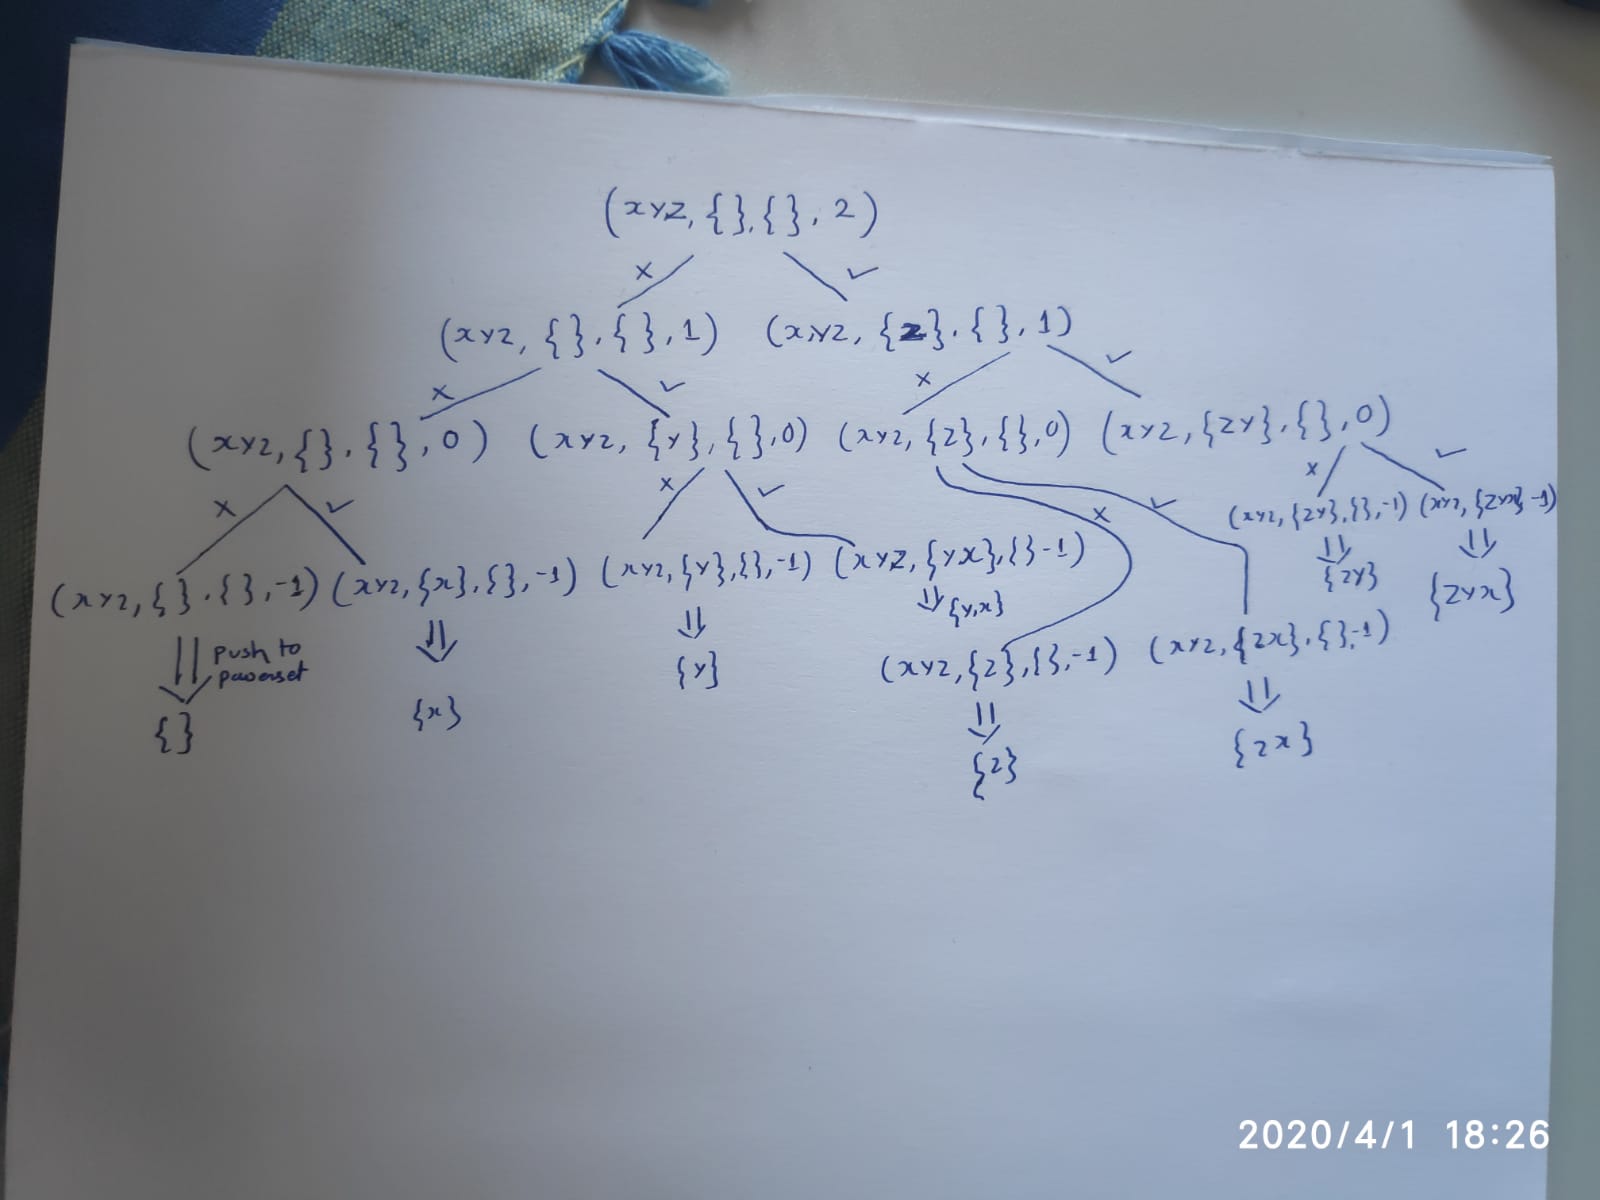 (xyz, {}, {}, 2)
x ✓
(xyz, {}, {}, 1) (xyz, {z}, {}, 1)
x ✓ x ✓
(xyz, {}, {}, 0) (xyz, {y}, {}, 0) (xyz, {z}, {}, 0) (xyz, {zy}, {}, 0)
x ✓ x ✓ x ✓ x ✓
(xyz, {zy}, {}, -1) (xyz, {zyx} -1)
(xyz, {}, {}, -1) (xyz, {x}, {}, -1) (xyz, {y}, {}, -1) (xyz, {yx}, {} -1)
{zy} {zyx}
{y,x}
(xyz, {z}, {}, -1) (xyz, {zx}, {}, -1)
push to
powerset
{} {x} {y} {z} {zx}
2020/4/1 18:26